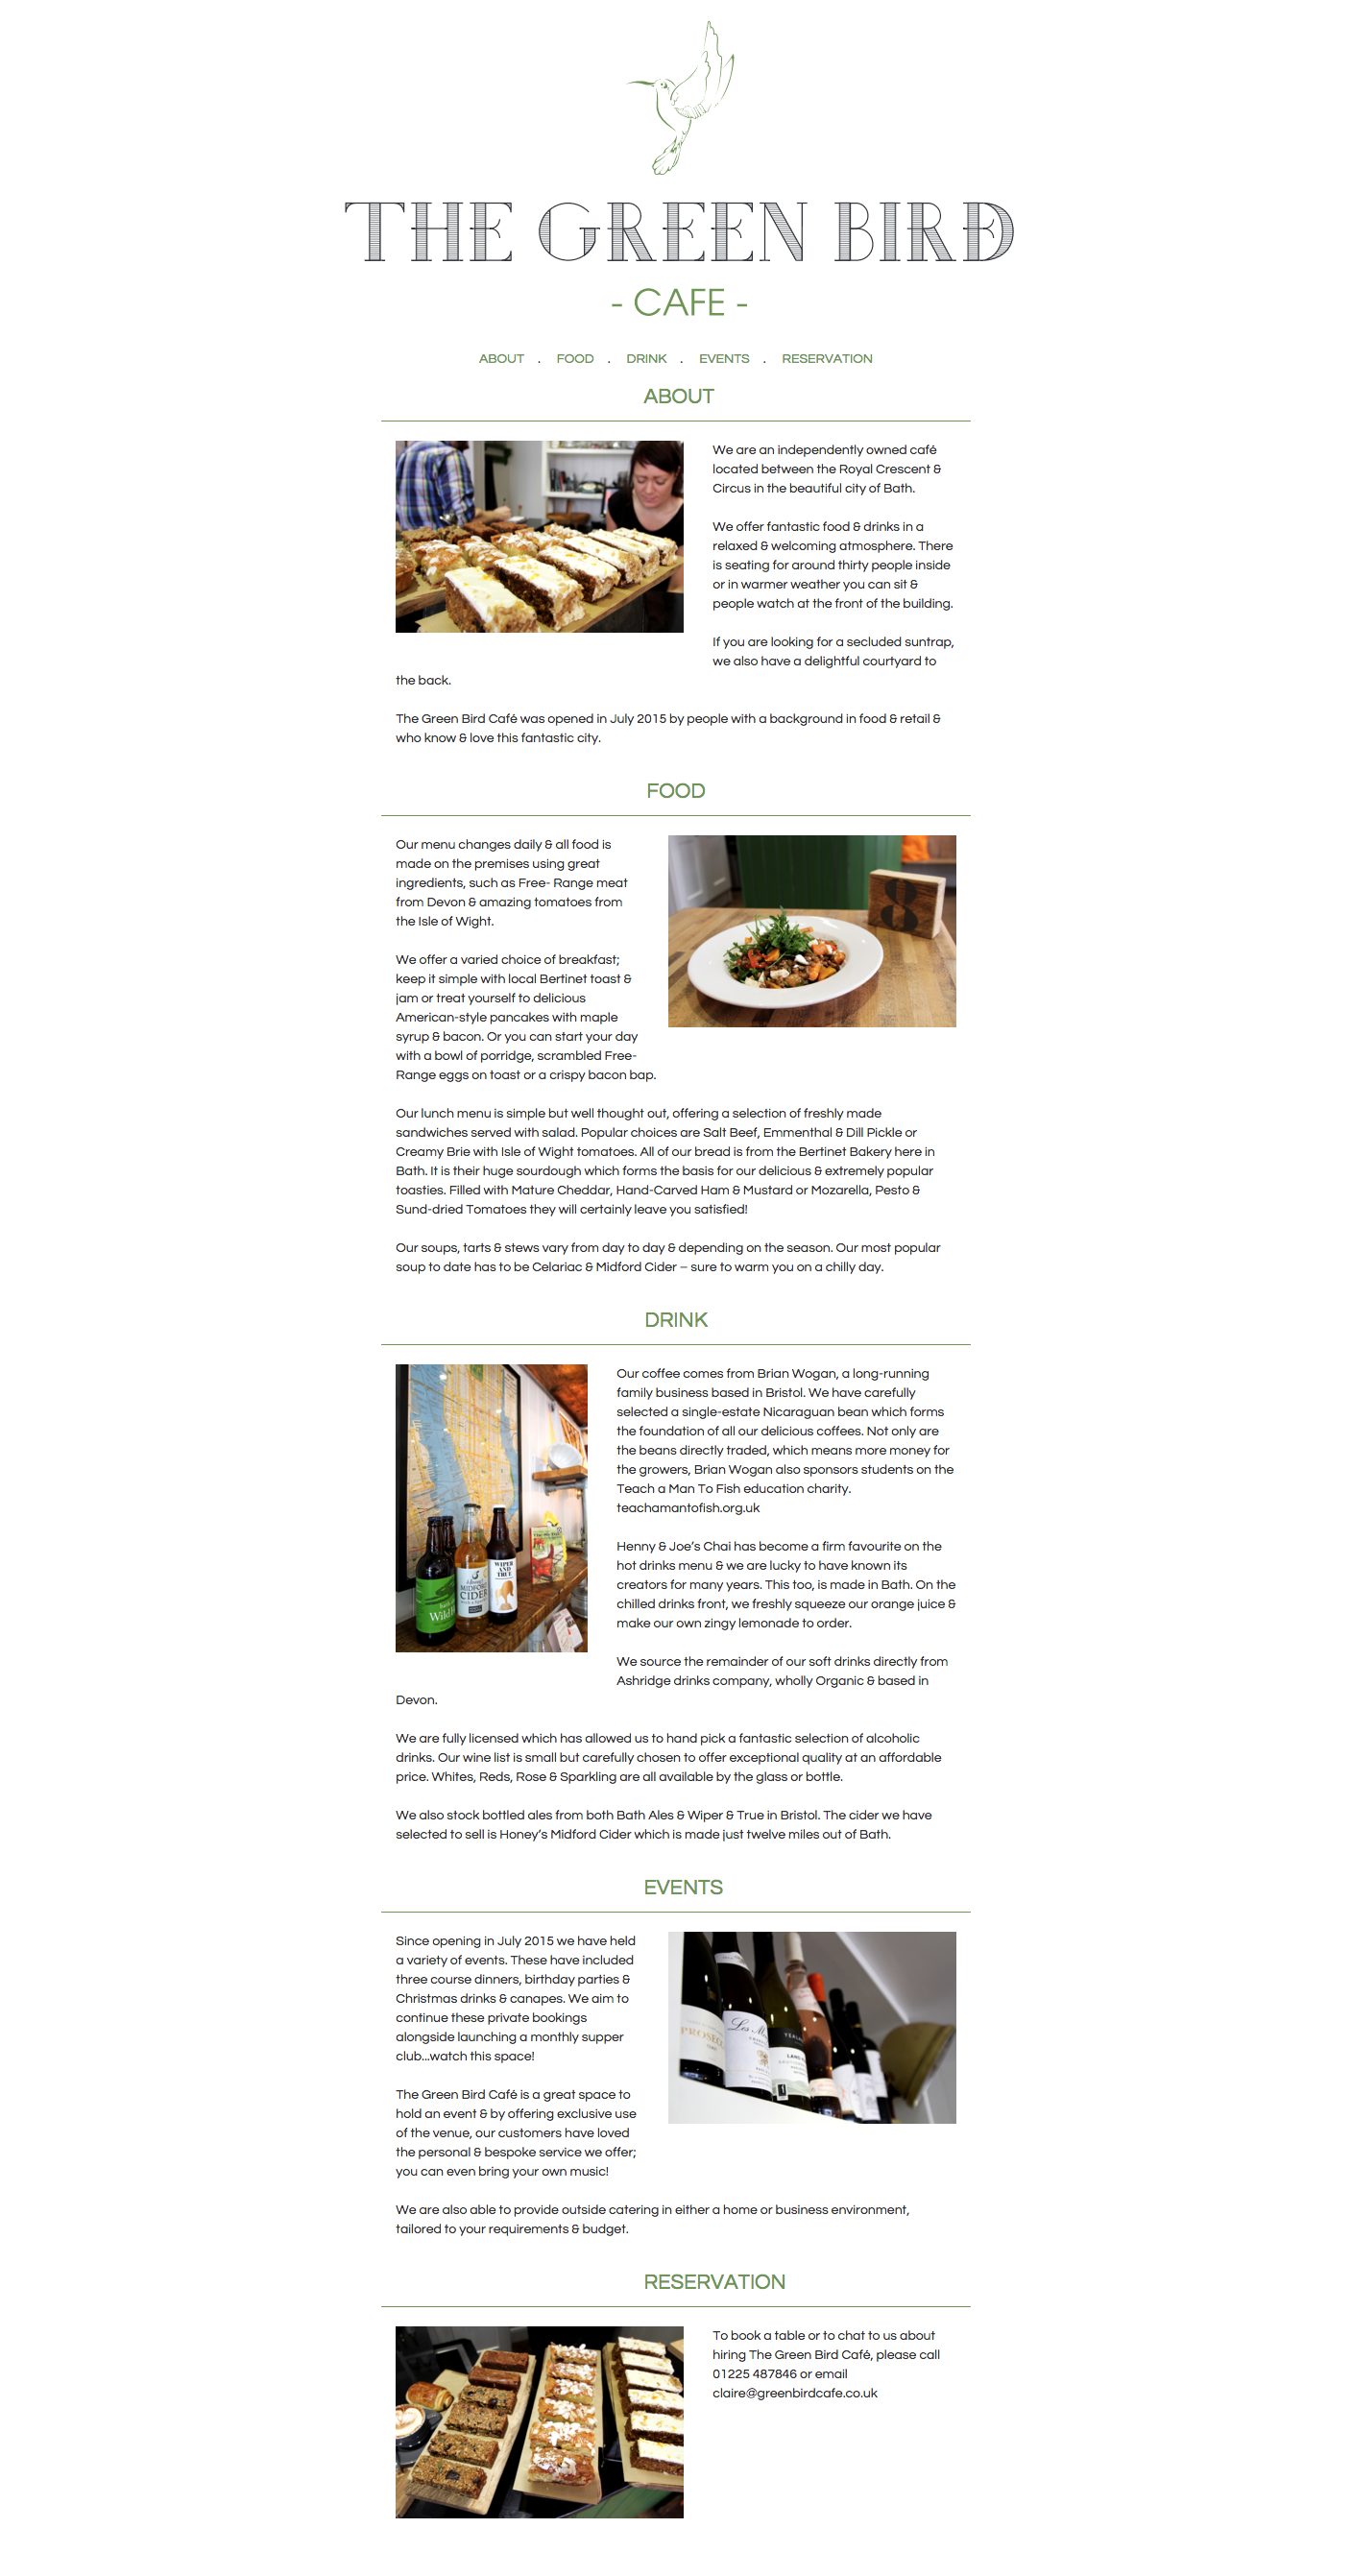 THE GREEN BIRD
- CAFE -
ABOUT . FOOD . DRINK . EVENTS . RESERVATION
ABOUT
We are an independently owned café
located between the Royal Crescent &
Circus in the beautiful city of Bath.
We offer fantastic food & drinks in a
relaxed & welcoming atmosphere. There
is seating for around thirty people inside
or in warmer weather you can sit &
people watch at the front of the building.
If you are looking for a secluded suntrap,
we also have a delightful courtyard to
the back.
The Green Bird Café was opened in July 2015 by people with a background in food & retail &
who know & love this fantastic city.
FOOD
Our menu changes daily & all food is
made on the premises using great
ingredients, such as Free- Range meat
from Devon & amazing tomatoes from
the Isle of Wight.
We offer a varied choice of breakfast;
keep it simple with local Bertinet toast &
jam or treat yourself to delicious
American-style pancakes with maple
syrup & bacon. Or you can start your day
with a bowl of porridge, scrambled Free-
Range eggs on toast or a crispy bacon bap.
8
Our lunch menu is simple but well thought out, offering a selection of freshly made
sandwiches served with salad. Popular choices are Salt Beef, Emmenthal & Dill Pickle or
Creamy Brie with Isle of Wight tomatoes. All of our bread is from the Bertinet Bakery here in
Bath. It is their huge sourdough which forms the basis for our delicious & extremely popular
toasties. Filled with Mature Cheddar, Hand-Carved Ham & Mustard or Mozarella, Pesto &
Sund-dried Tomatoes they will certainly leave you satisfied!
Our soups, tarts & stews vary from day to day & depending on the season. Our most popular
soup to date has to be Celariac & Midford Cider – sure to warm you on a chilly day.
DRINK
Wild
MIDFORD
CIDER
WIPER
AND
TRUE
Our coffee comes from Brian Wogan, a long-running
family business based in Bristol. We have carefully
selected a single-estate Nicaraguan bean which forms
the foundation of all our delicious coffees. Not only are
the beans directly traded, which means more money for
the growers, Brian Wogan also sponsors students on the
Teach a Man To Fish education charity.
teachamantofish.org.uk
Henny & Joe's Chai has become a firm favourite on the
hot drinks menu & we are lucky to have known its
creators for many years. This too, is made in Bath. On the
chilled drinks front, we freshly squeeze our orange juice &
make our own zingy lemonade to order.
We source the remainder of our soft drinks directly from
Ashridge drinks company, wholly Organic & based in
Devon.
We are fully licensed which has allowed us to hand pick a fantastic selection of alcoholic
drinks. Our wine list is small but carefully chosen to offer exceptional quality at an affordable
price. Whites, Reds, Rose & Sparkling are all available by the glass or bottle.
We also stock bottled ales from both Bath Ales & Wiper & True in Bristol. The cider we have
selected to sell is Honey's Midford Cider which is made just twelve miles out of Bath.
EVENTS
Since opening in July 2015 we have held
a variety of events. These have included
three course dinners, birthday parties &
Christmas drinks & canapes. We aim to
continue these private bookings
alongside launching a monthly supper
club...watch this space!
The Green Bird Café is a great space to
hold an event & by offering exclusive use
of the venue, our customers have loved
the personal & bespoke service we offer;
you can even bring your own music!
We are also able to provide outside catering in either a home or business environment,
tailored to your requirements & budget.
RESERVATION
To book a table or to chat to us about
hiring The Green Bird Café, please call
01225 487846 or email
claire@greenbirdcafe.co.uk